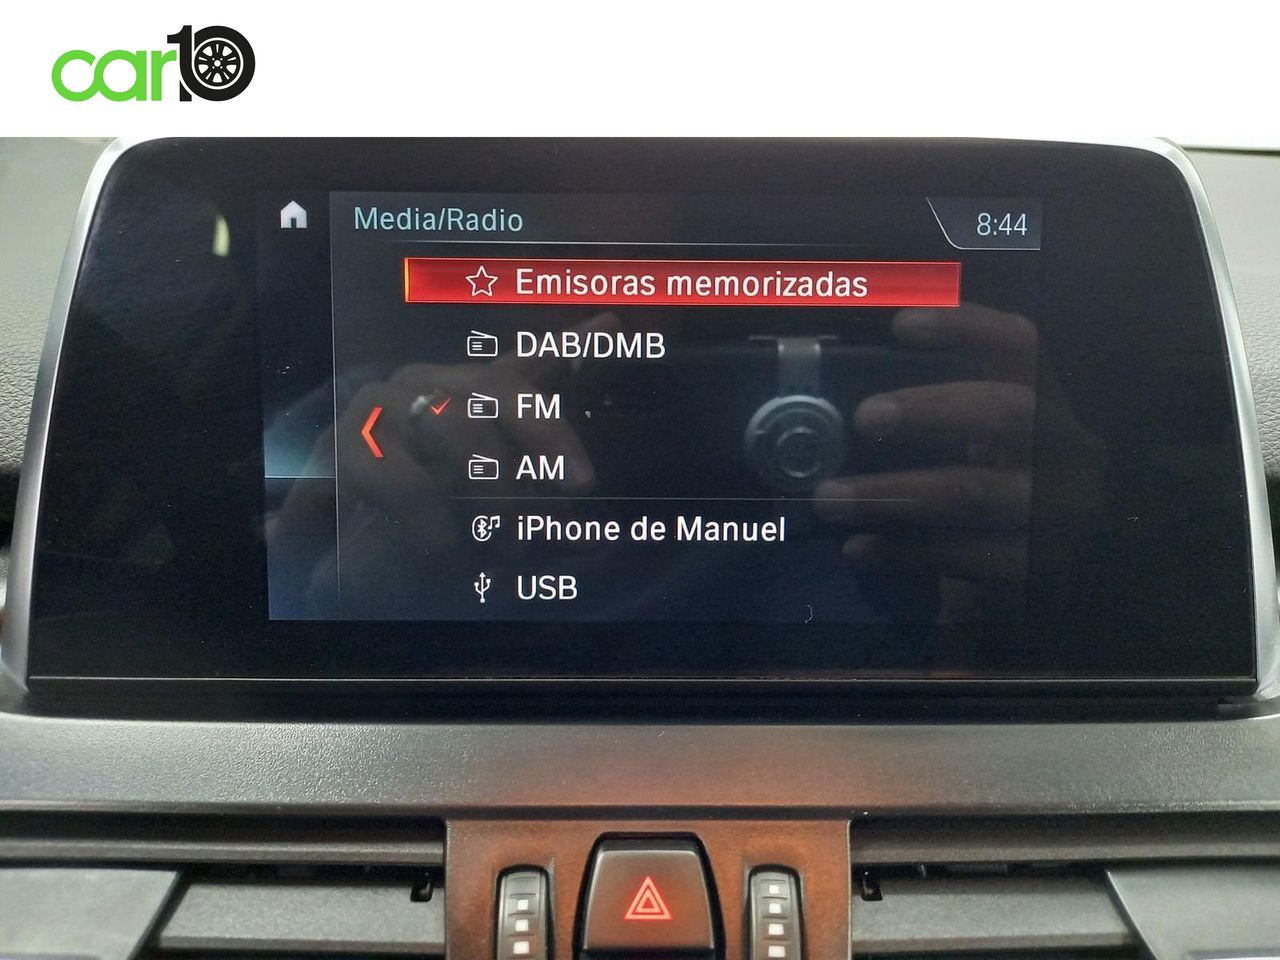 car10
Media/Radio
8:44
Emisoras memorizadas
DAB/DMB
FM
AM
iPhone de Manuel
USB